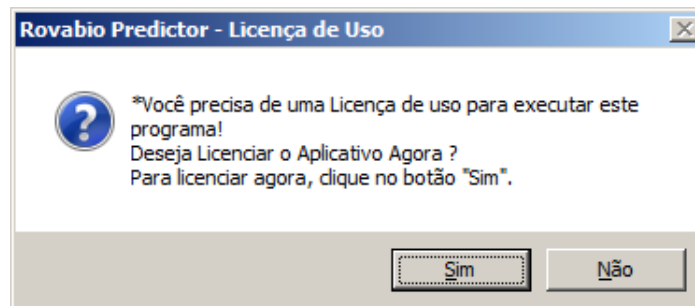 Rovabio Predictor - Licença de Uso
*Você precisa de uma Licença de uso para executar este
programa!
Deseja Licenciar o Aplicativo Agora ?
Para licenciar agora, clique no botão "Sim".
Sim
Não